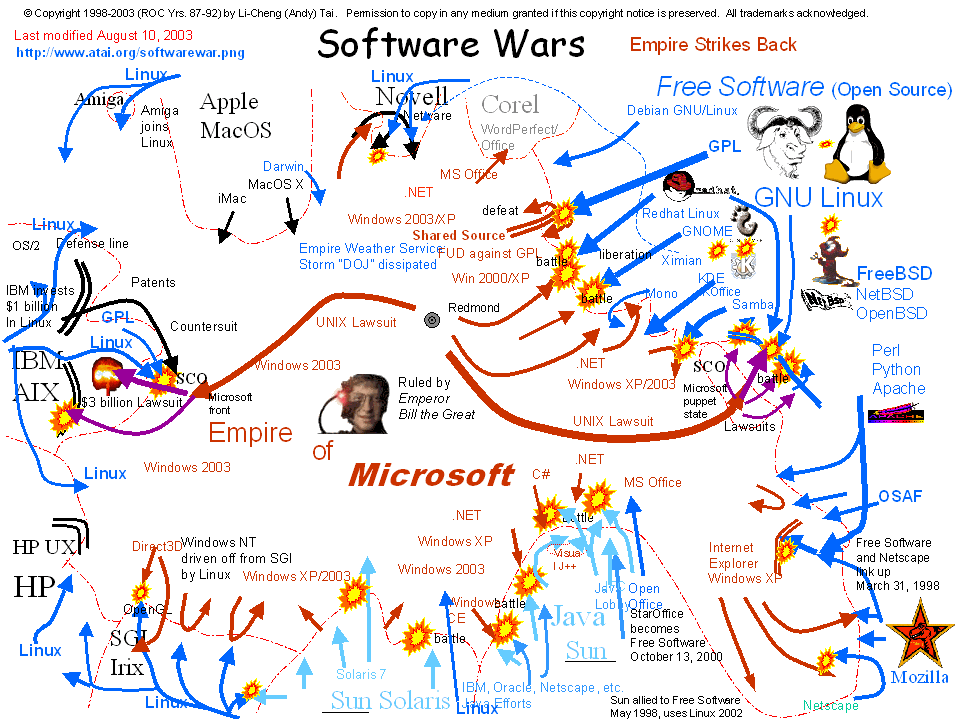 © Copyright 1998-2003 (ROC Yrs. 87-92) by Li-Cheng (Andy) Tai. Permission to copy in any medium granted if this copyright notice is preserved. All trademarks acknowledged.
Last modified August 10, 2003
http://www.atai.org/softwarewar.png
Software Wars
Empire Strikes Back
Linux
Linux
Free Software (Open Source)
Amiga
Amiga
joins
Linux
Apple
MacOS
Novell
Netware
Corel
WordPerfect/
Office
Debian GNU/Linux
GPL
Darwin
MacOS X
iMac
MS Office
.NET
Windows 2003/XP
defeat
Shared Source
redhat
Redhat Linux
GNU Linux
GNOME
Linux
OS/2
Defense line
Empire Weather Service:
Storm "DOJ" dissipated
FUD against GPL
battle
liberation
Ximian
Win 2000/XP
battle
KDE
KOffice
Mono
Samba
FreeBSD
NetBSD
OpenBSD
Net BSD
IBM invests
$1 billion
In Linux
Patents
GPL
Countersuit
Linux
UNIX Lawsuit
Redmond
IBM
AIX
SCO
Windows 2003
$3 billion Lawsuit
Microsoft
front
Ruled by
Emperor
Bill the Great
.NET
Windows XP/2003
SCO
Microsoft
puppet
state
battle
Lawsuits
UNIX Lawsuit
Perl
Python
Apache
Empire
of
Microsoft
Linux
Windows 2003
.NET
C#
MS Office
OSAF
.NET
battle
Windows XP
Visual
J++
Windows 2003
HP UX
HP
Direct3D
Windows NT
driven off from SGI
by Linux
Windows XP/2003
OpenGL
SGI
Irix
Linux
Linux
Windows
CE
battle
battle
Java
Sun
Java
Lobby
Open
Office
StarOffice
becomes
Free Software
October 13, 2000
Internet
Explorer
Windows XP
Free Software
and Netscape
link up
March 31, 1998
Mozilla
Netscape
Solaris 7
Sun Solaris
IBM, Oracle, Netscape, etc.
Java Efforts
Linux
Sun allied to Free Software
May 1998, uses Linux 2002